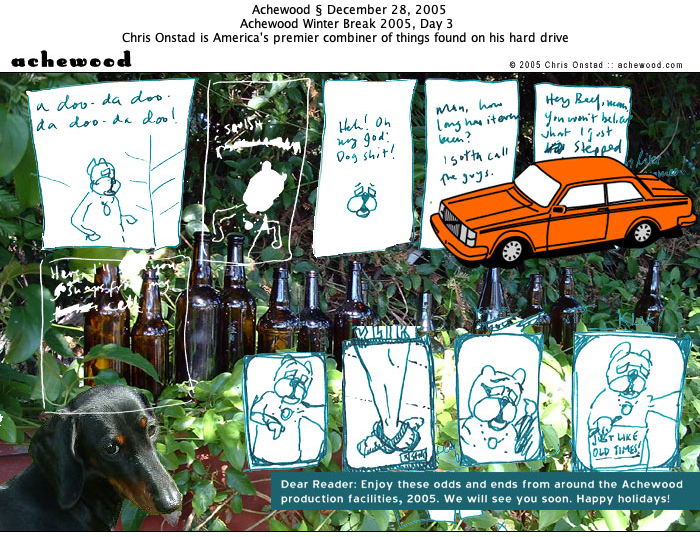 Achewood § December 28, 2005
Achewood Winter Break 2005, Day 3
Chris Onstad is America's premier combiner of things found on his hard drive
achewood
© 2005 Chris Onstad :: achewood.com
a doo-da doo-
da doo-da doo!
squish
Heh! Oh
my god!
Dog shit!
Man, how
long has it even
been?
I gotta call
the guys.
Hey Beef, man,
You won't believe
what I just
stepped
JUST LIKE
OLD TIMES!
Dear Reader: Enjoy these odds and ends from around the Achewood
production facilities, 2005. We will see you soon. Happy holidays!